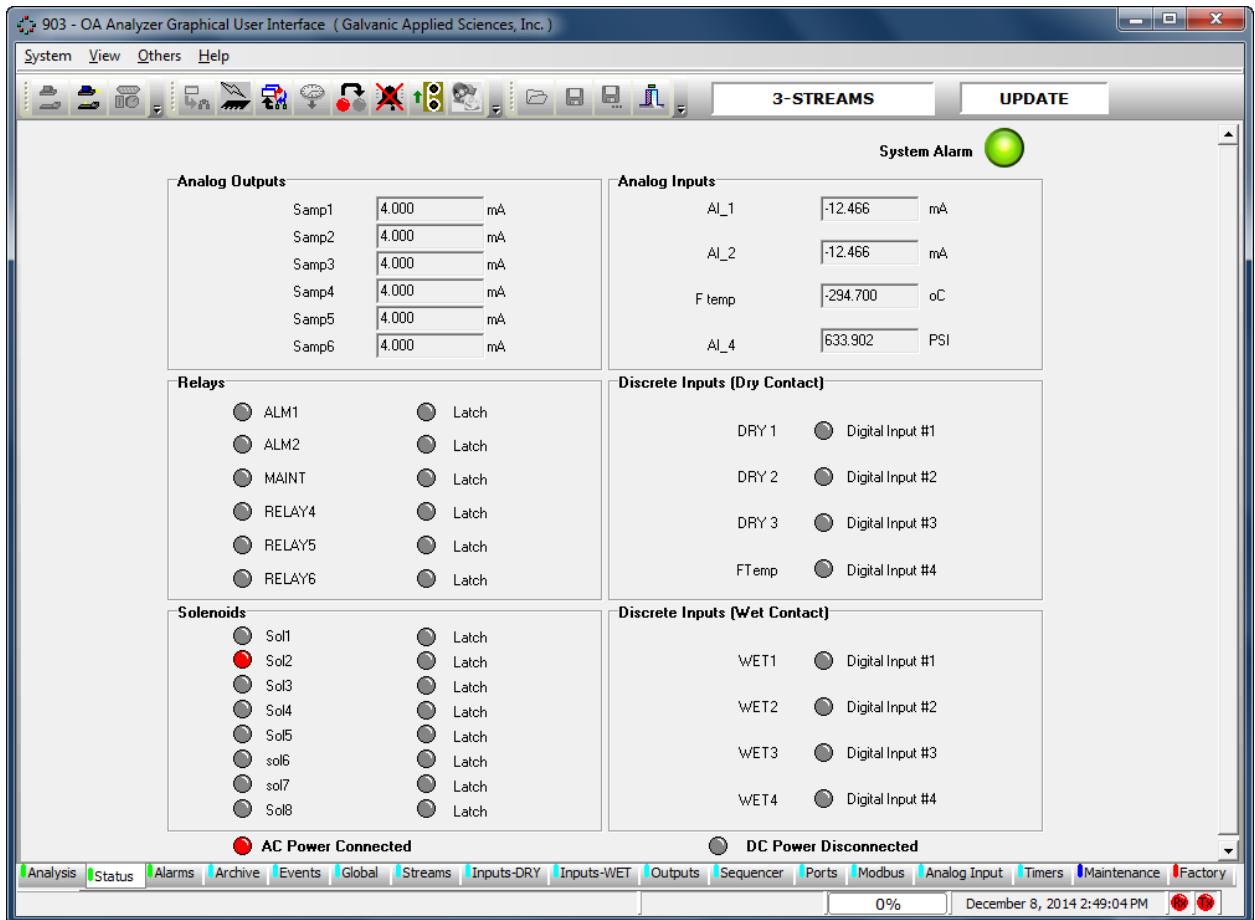 903 - OA Analyzer Graphical User Interface ( Galvanic Applied Sciences, Inc. )
System View Others Help
3-STREAMS UPDATE
System Alarm
Analog Outputs
Samp1 4.000 mA
Samp2 4.000 mA
Samp3 4.000 mA
Samp4 4.000 mA
Samp5 4.000 mA
Samp6 4.000 mA
Analog Inputs
AI_1 -12.466 mA
AI_2 -12.466 mA
F temp -294.700 oC
AI_4 633.902 PSI
Relays
ALM1 Latch
ALM2 Latch
MAINT Latch
RELAY4 Latch
RELAY5 Latch
RELAY6 Latch
Discrete Inputs (Dry Contact)
DRY 1 Digital Input #1
DRY 2 Digital Input #2
DRY 3 Digital Input #3
FTemp Digital Input #4
Solenoids
Sol1 Latch
Sol2 Latch
Sol3 Latch
Sol4 Latch
Sol5 Latch
sol6 Latch
sol7 Latch
Sol8 Latch
Discrete Inputs (Wet Contact)
WET1 Digital Input #1
WET2 Digital Input #2
WET3 Digital Input #3
WET4 Digital Input #4
AC Power Connected DC Power Disconnected
Analysis Status Alarms Archive Events Global Streams Inputs-DRY Inputs-WET Outputs Sequencer Ports Modbus Analog Input Timers Maintenance Factory
0% December 8, 2014 2:49:04 PM Rx Tx